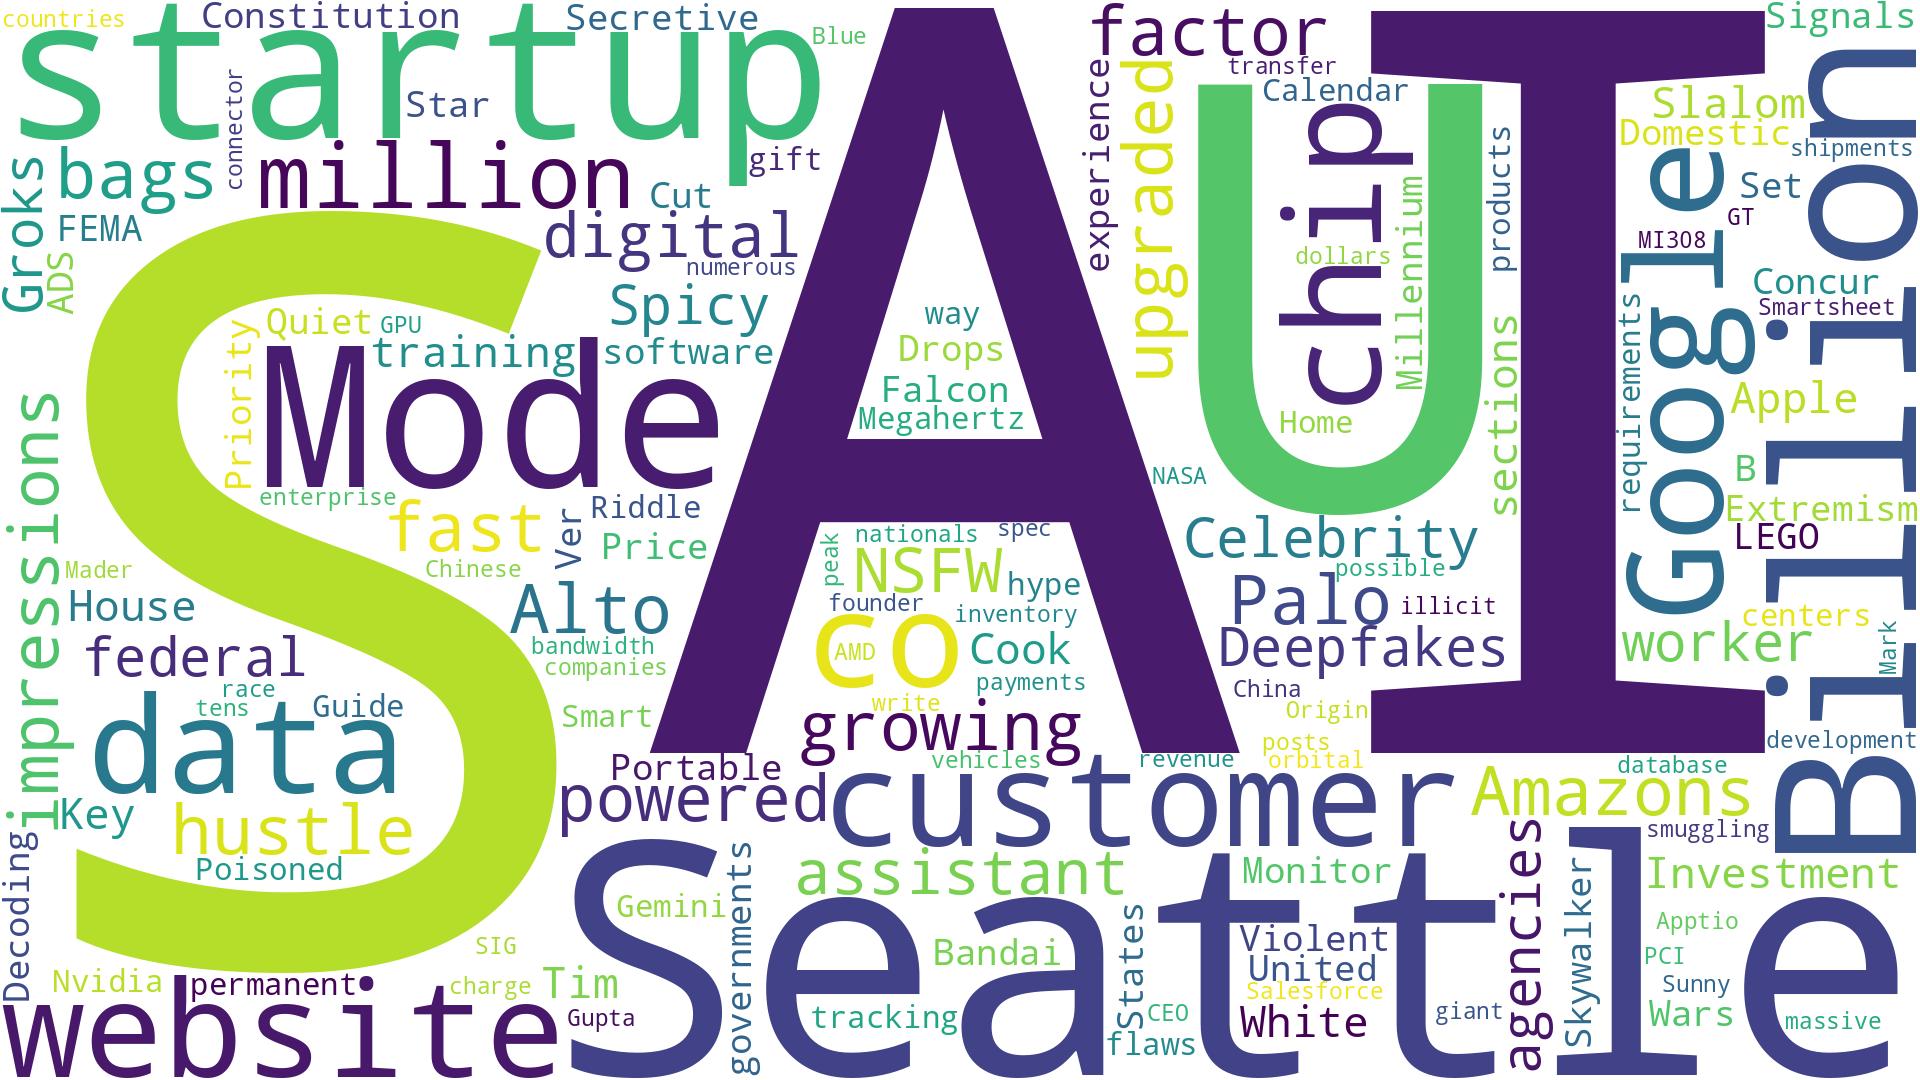 countries
Constitution
Secretive
Blue
factor
Signals
startup
Star
connector
transfer
Calendar
experience
upgraded
products
Slalom
Domestic
shipments
Groks
bags
million
gift
Cut
chip
Set
GT
FEMA
digital
ADS
numerous
A
I
U
MI308
Google
Billion
dollars
Millennium
Concur
Smartsheet
S
Spicy
way
Quiet
GPU
Priority
training
software
Drops
Mode
Falcon
Megahertz
Home
sections
requirements
Apple
impressions
enterprise
NASA
B
fast
Ver
Riddle
Price
nationals
spec
peak
NSFW
hype
Celebrity
Extremism
LEGO
Mader
Chinese
possible
House
Alto
founder
inventory
Palo
illicit
centers
federal
bandwidth
companies
co
AMD
Cook
Deepfakes
worker
Mark
race
tens
Guide
payments
China
write
Origin
data
Smart
growing
posts
orbital
vehicles
revenue
development
Portable
database
Key
hustle
powered
customer
Amazons
smuggling
Decoding
Poisoned
Seattle
governments
assistant
Monitor
agencies
Skywalker
Investment
Gemini
States
Apptio
SIG
Bandai
Violent
United
PCI
Nvidia
permanent
charge
Tim
Salesforce
Sunny
website
Gupta
tracking
CEO
White
giant
Wars
massive
flaws